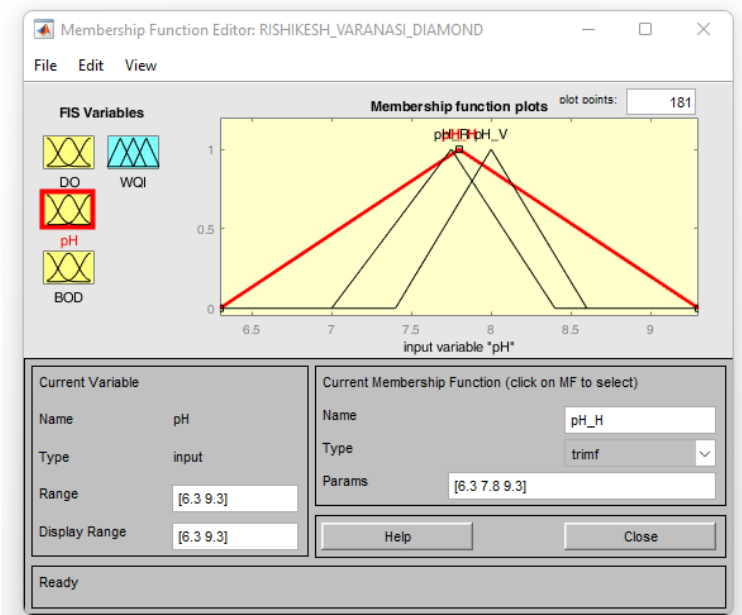 Membership Function Editor: RISHIKESH_VARANASI_DIAMOND
File Edit View
FIS Variables
DO WQI
pH
BOD
Membership function plots plot points: 181
pH_H pH_V
1
0.5
0
6.5 7 7.5 8 8.5 9
input variable "pH"
Current Variable
Name pH
Type input
Range [6.3 9.3]
Display Range [6.3 9.3]
Current Membership Function (click on MF to select)
Name pH_H
Type trimf
Params [6.3 7.8 9.3]
Help Close
Ready